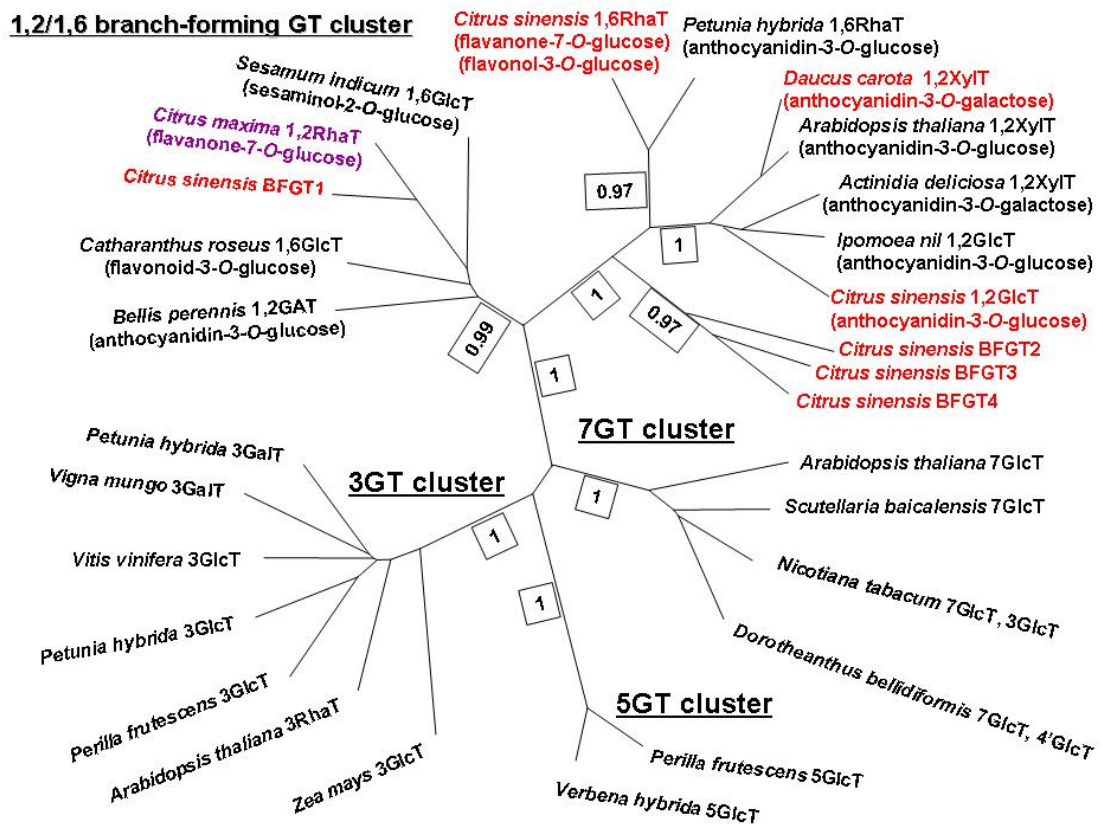 1,2/1,6 branch-forming GT cluster
Citrus sinensis 1,6RhaT
(flavanone-7-O-glucose)
(flavonol-3-O-glucose)
Petunia hybrida 1,6RhaT
(anthocyanidin-3-O-glucose)
Sesamum indicum 1,6GlcT
(sesaminol-2-O-glucose)
Daucus carota 1,2XylT
(anthocyanidin-3-O-galactose)
Citrus maxima 1,2RhaT
(flavanone-7-O-glucose)
Arabidopsis thaliana 1,2XylT
(anthocyanidin-3-O-glucose)
Citrus sinensis BFGT1
0.97
Actinidia deliciosa 1,2XylT
(anthocyanidin-3-O-galactose)
Catharanthus roseus 1,6GlcT
(flavonoid-3-O-glucose)
1
Ipomoea nil 1,2GlcT
(anthocyanidin-3-O-glucose)
Bellis perennis 1,2GAT
(anthocyanidin-3-O-glucose)
0.99
1
0.97
Citrus sinensis 1,2GlcT
(anthocyanidin-3-O-glucose)
Citrus sinensis BFGT2
Citrus sinensis BFGT3
Citrus sinensis BFGT4
1
7GT cluster
Petunia hybrida 3GalT
Vigna mungo 3GalT
3GT cluster
Arabidopsis thaliana 7GlcT
1
Scutellaria baicalensis 7GlcT
1
Vitis vinifera 3GlcT
Nicotiana tabacum 7GlcT, 3GlcT
1
Petunia hybrida 3GlcT
Dorotheanthus bellidiformis 7GlcT, 4'GlcT
Perilla frutescens 3GlcT
Arabidopsis thaliana 3RhaT
Zea mays 3GlcT
5GT cluster
Perilla frutescens 5GlcT
Verbena hybrida 5GlcT